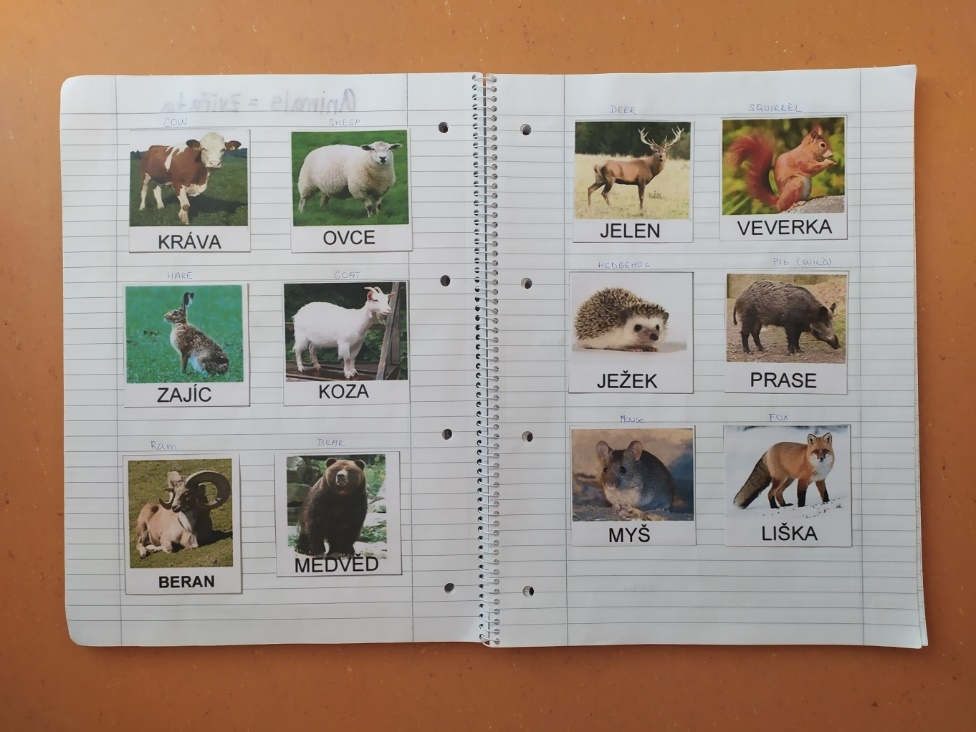 Animals = zvířata
COW
SHEEP
KRÁVA
OVCE
HARE
GOAT
ZAJÍC
KOZA
Ram
BEAR
BERAN
MEDVĚD
DEER
SQUIRREL
JELEN
VEVERKA
HEDGEHOG
PIG (WILD)
JEŽEK
PRASE
Mouse
FOX
MYŠ
LIŠKA